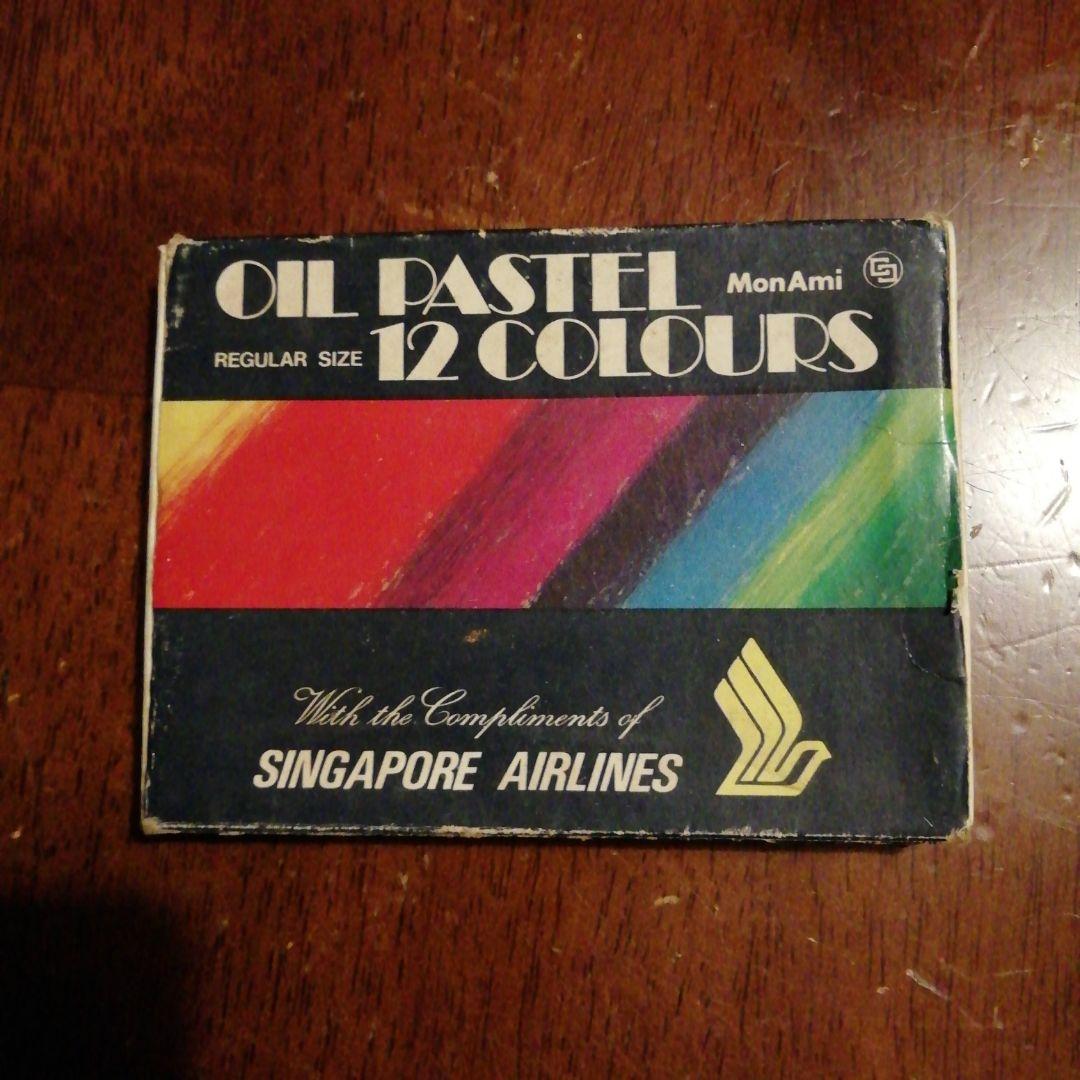 OIL PASTEL MonAmi
REGULAR SIZE 12 COLOURS
With the Compliments of
SINGAPORE AIRLINES